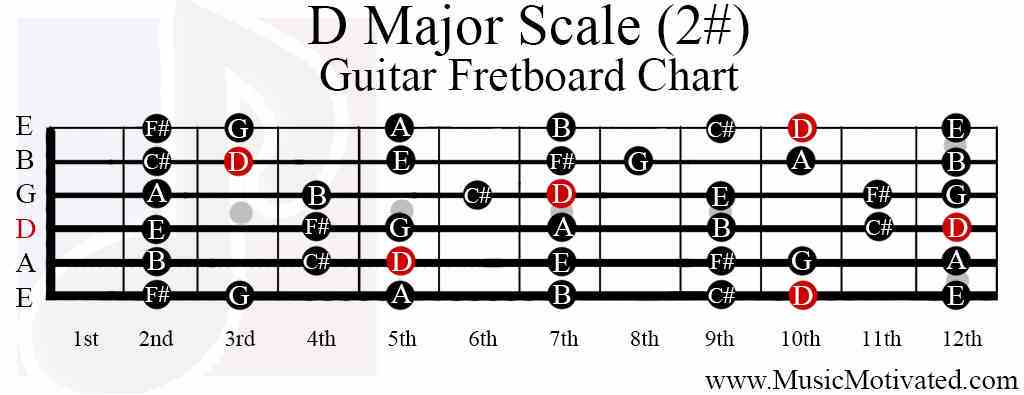 D Major Scale (2#)
Guitar Fretboard Chart
E F# G A B C# D E
B C# D E F# G A B
G A B C# D E F# G
D E F# G A B C# D
A B C# D E F# G A
E F# G A B C# D E
1st 2nd 3rd 4th 5th 6th 7th 8th 9th 10th 11th 12th
www.MusicMotivated.com